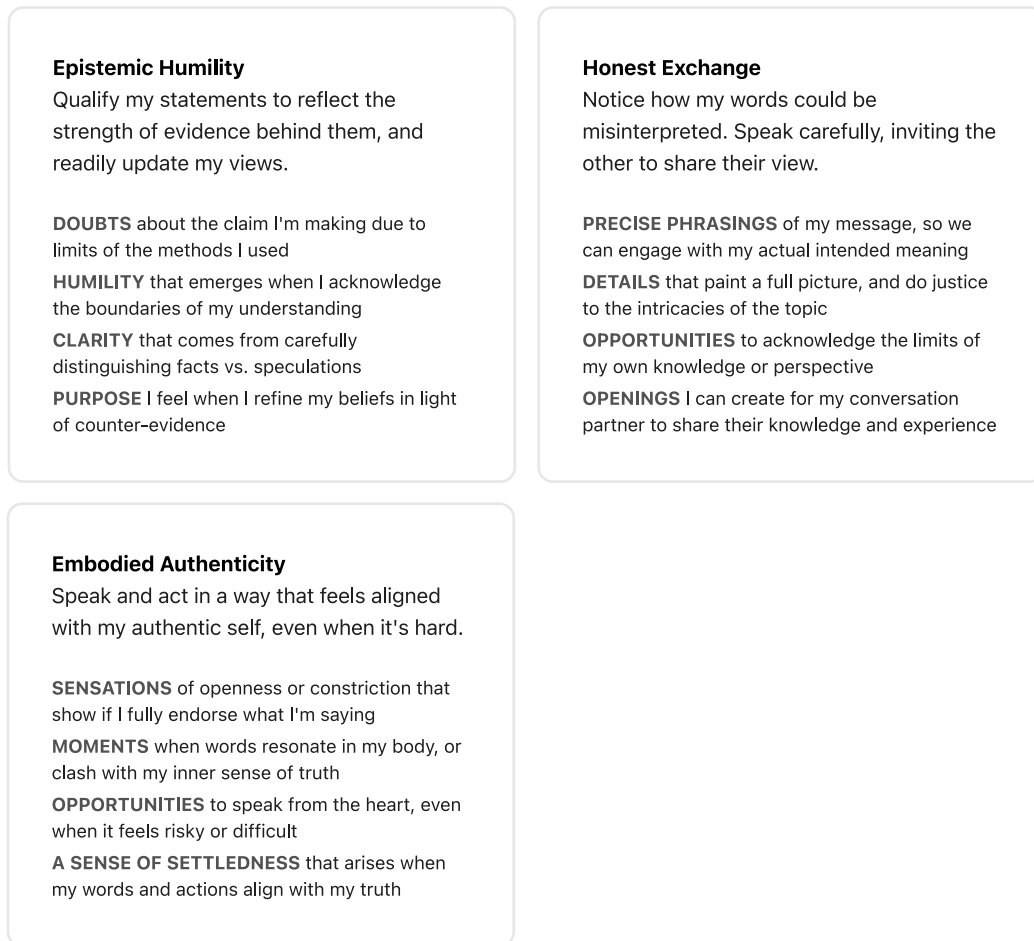 Epistemic Humility
Qualify my statements to reflect the
strength of evidence behind them, and
readily update my views.
DOUBTS about the claim I'm making due to
limits of the methods I used
HUMILITY that emerges when I acknowledge
the boundaries of my understanding
CLARITY that comes from carefully
distinguishing facts vs. speculations
PURPOSE I feel when I refine my beliefs in light
of counter-evidence
Honest Exchange
Notice how my words could be
misinterpreted. Speak carefully, inviting the
other to share their view.
PRECISE PHRASINGS of my message, so we
can engage with my actual intended meaning
DETAILS that paint a full picture, and do justice
to the intricacies of the topic
OPPORTUNITIES to acknowledge the limits of
my own knowledge or perspective
OPENINGS I can create for my conversation
partner to share their knowledge and experience
Embodied Authenticity
Speak and act in a way that feels aligned
with my authentic self, even when it's hard.
SENSATIONS of openness or constriction that
show if I fully endorse what I'm saying
MOMENTS when words resonate in my body, or
clash with my inner sense of truth
OPPORTUNITIES to speak from the heart, even
when it feels risky or difficult
A SENSE OF SETTLEDNESS that arises when
my words and actions align with my truth